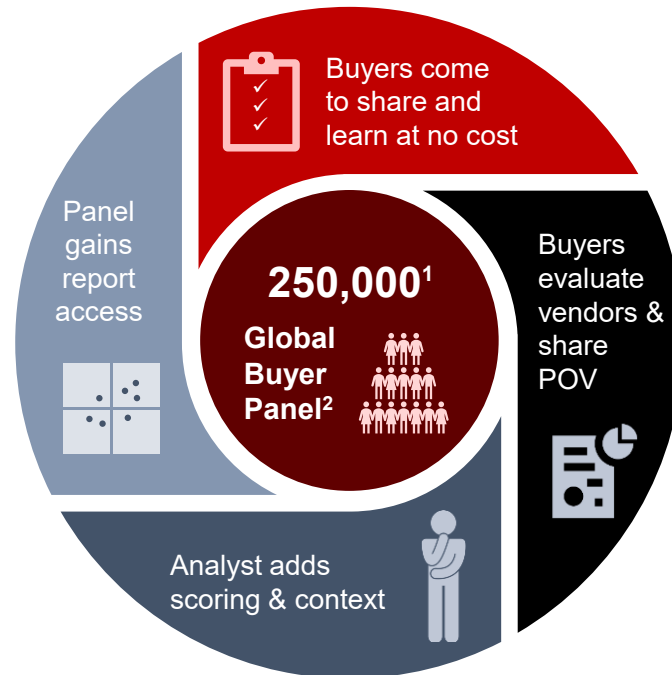 Buyers come
to share and
learn at no cost
Buyers
evaluate
vendors &
share
POV
Analyst adds
scoring & context
Panel
gains
report
access
250,000¹
Global
Buyer
Panel²